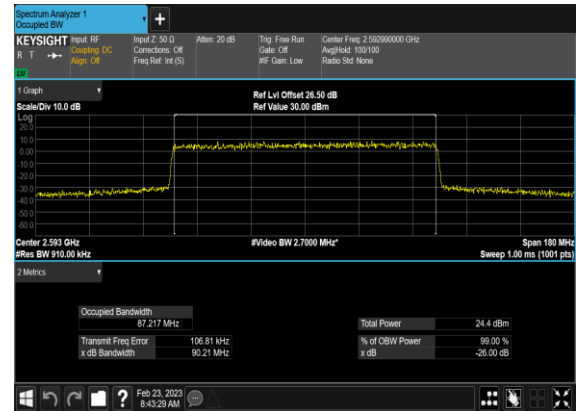 Spectrum Analyzer 1
Occupied BW
KEYSIGHT
R T
Input: RF
Coupling: DC
Align: Off
Input Z: 50 Ω
Corrections: Off
Freq Ref: Int (S)
Atten: 20 dB
Trig: Free Run
Gate: Off
#IF Gain: Low
Center Freq: 2.592990000 GHz
Avg|Hold: 100/100
Radio Std: None
1 Graph
Scale/Div 10.0 dB
Ref Lvl Offset 26.50 dB
Ref Value 30.00 dBm
Log
20.0
10.0
0.00
-10.0
-20.0
-30.0
-40.0
-50.0
-60.0
Center 2.593 GHz
#Res BW 910.00 kHz
#Video BW 2.7000 MHz*
Span 180 MHz
Sweep 1.00 ms (1001 pts)
2 Metrics
Occupied Bandwidth
87.217 MHz
Total Power 24.4 dBm
Transmit Freq Error 106.81 kHz
% of OBW Power 99.00 %
x dB Bandwidth 90.21 MHz
x dB -26.00 dB
?
Feb 23, 2023
8:43:29 AM